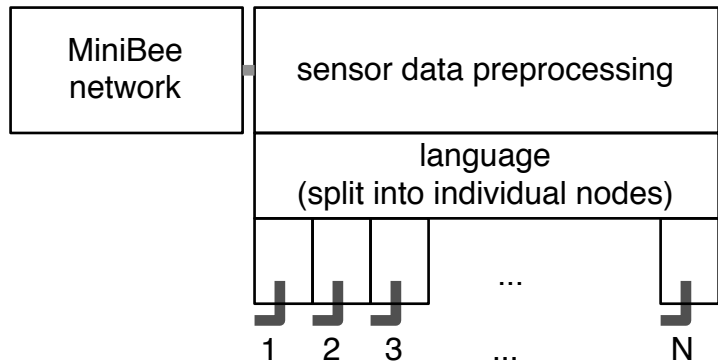 MiniBee
network
sensor data preprocessing
language
(split into individual nodes)
...
1 2 3 ... N